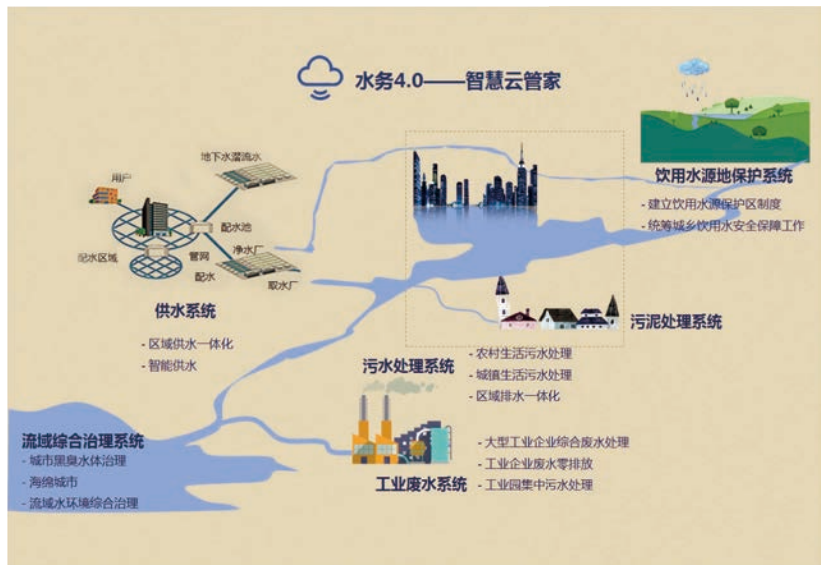 水务4.0——智慧云管家
饮用水源地保护系统
- 建立饮用水源保护区制度
- 统筹城乡饮用水安全保障工作
地下水潜流水
用户
配水池
配水区域
管网
净水厂
配水
取水厂
供水系统
- 区域供水一体化
- 智能供水
污泥处理系统
污水处理系统
- 农村生活污水处理
- 城镇生活污水处理
- 区域排水一体化
流域综合治理系统
- 城市黑臭水体治理
- 海绵城市
- 流域水环境综合治理
工业废水系统
- 大型工业企业综合废水处理
- 工业企业废水零排放
- 工业园集中污水处理